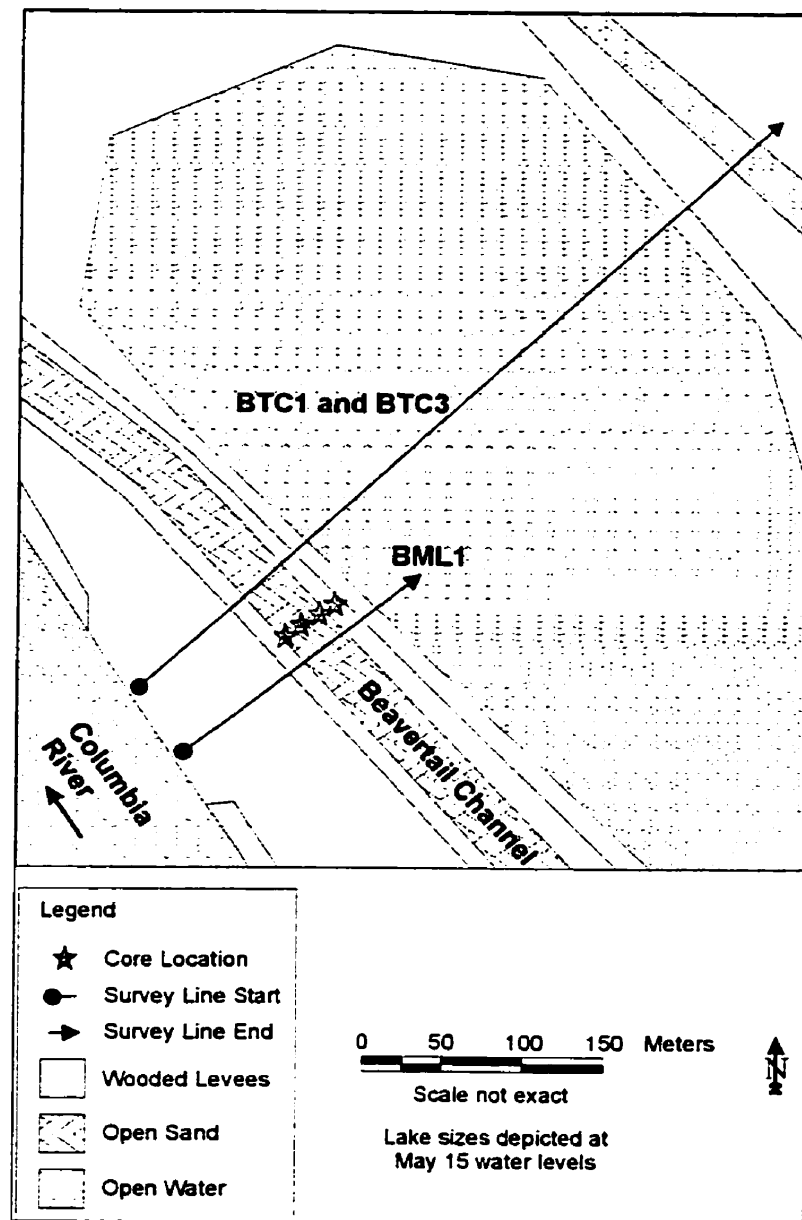 BTC1 and BTC3
BML1
Beavertail Channel
Columbia
River
Legend
Core Location
Survey Line Start
Survey Line End
Wooded Levees
Open Sand
Open Water
0 50 100 150 Meters
Scale not exact
Lake sizes depicted at
May 15 water levels
N